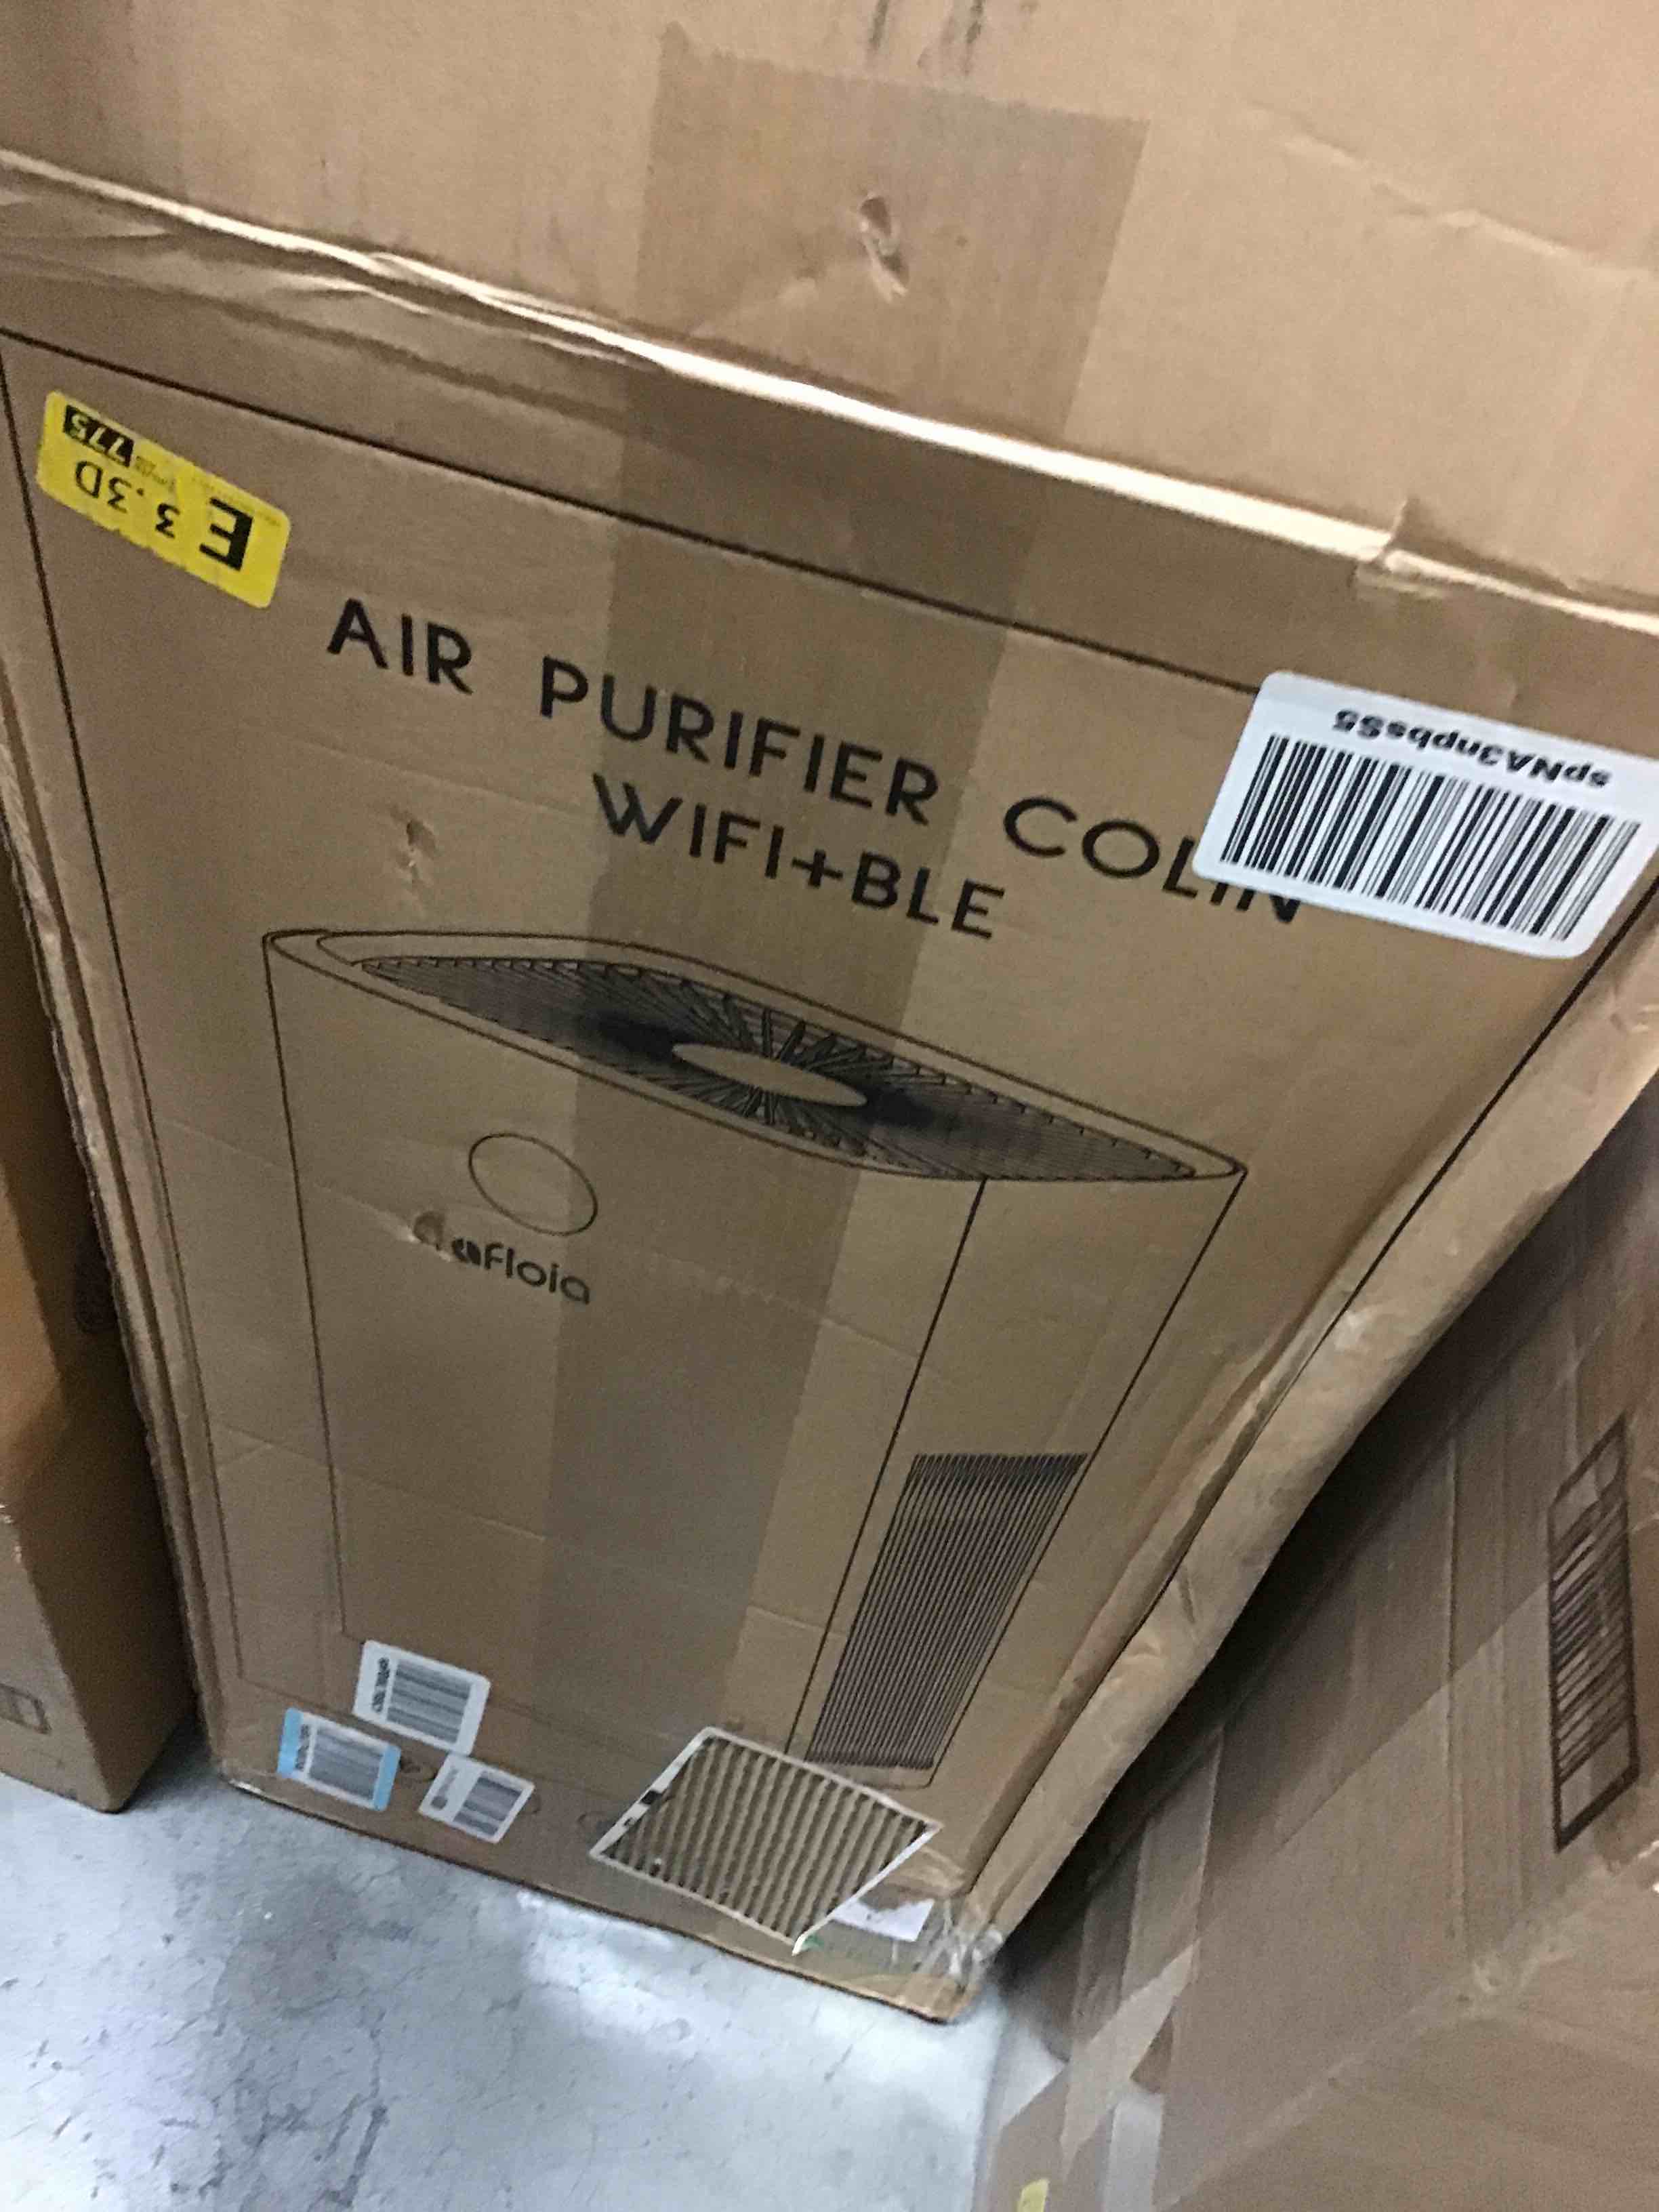 E 3.3D
775
AIR PURIFIER COLIN
WIFI+BLE
spNA3npbsS5
afloia